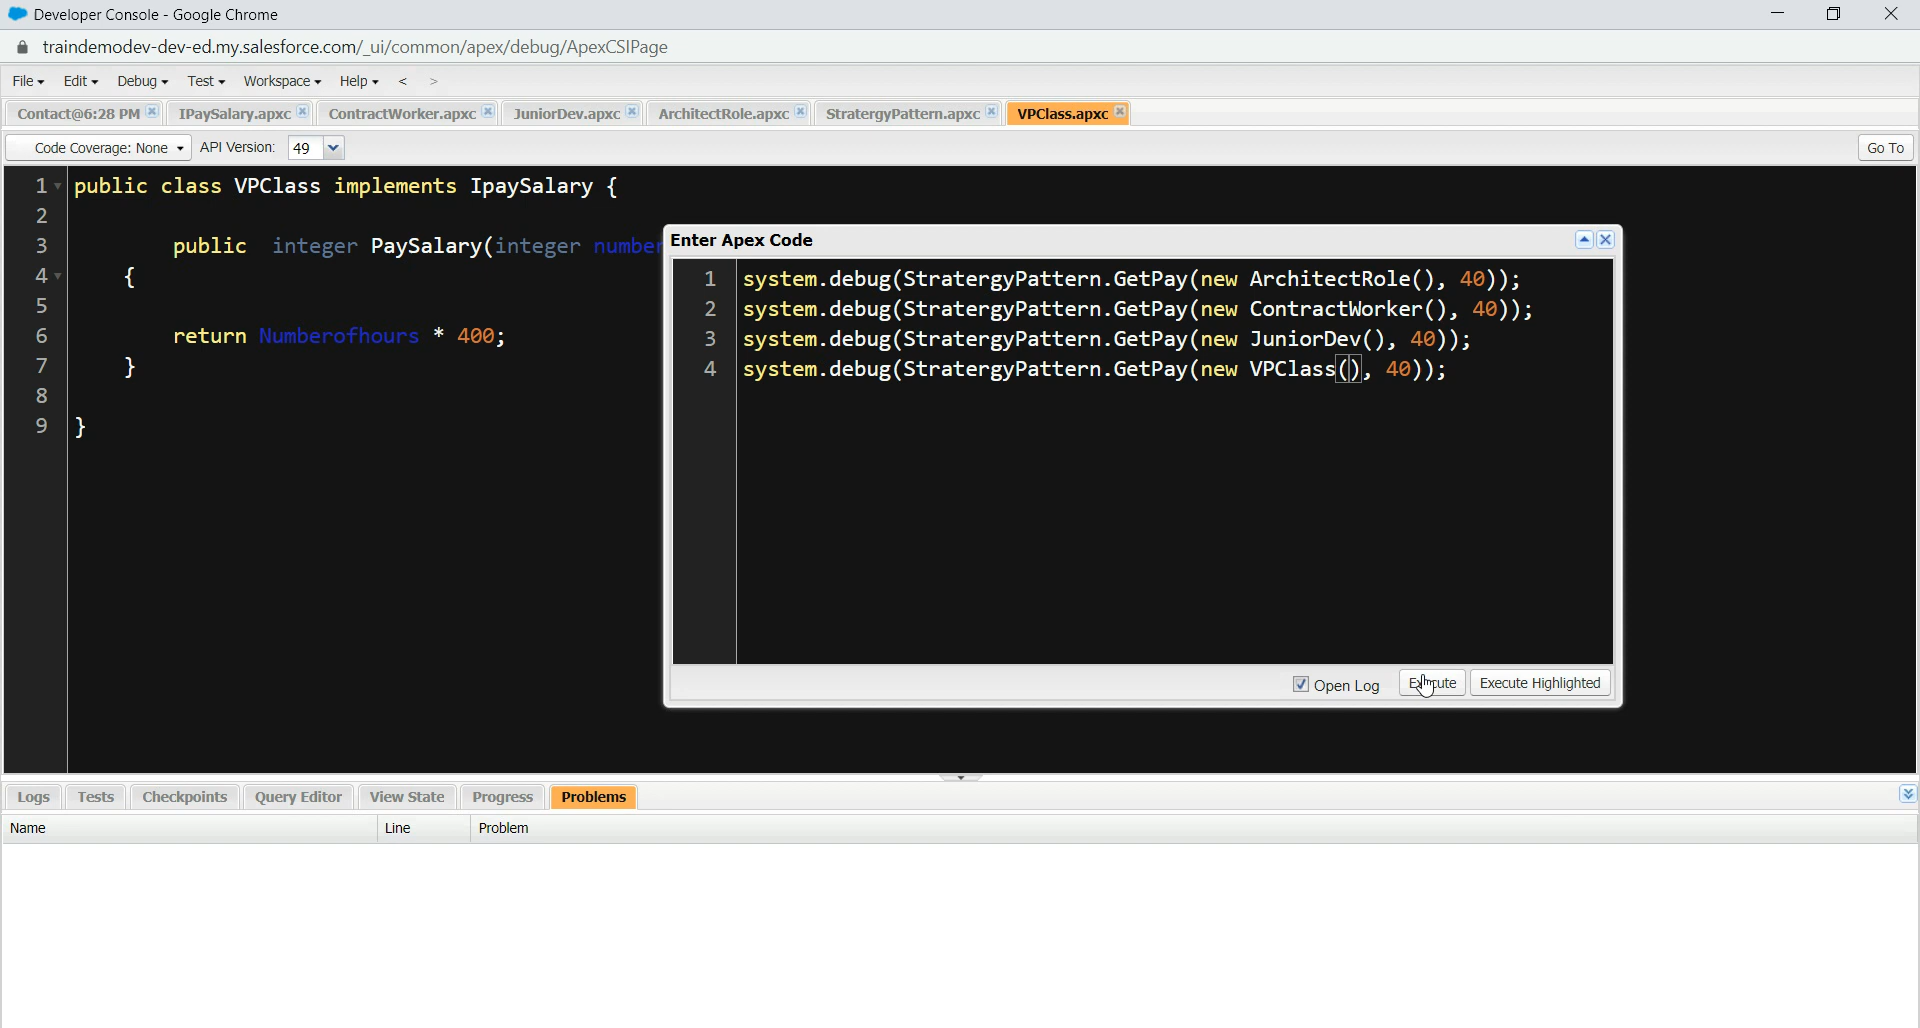 Developer Console - Google Chrome
traindemodev-dev-ed.my.salesforce.com/_ui/common/apex/debug/ApexCSIPage
File Edit Debug Test Workspace Help < >
Contact@6:28 PM IPaySalary.apxc ContractWorker.apxc JuniorDev.apxc ArchitectRole.apxc StratergyPattern.apxc VPClass.apxc
Code Coverage: None API Version: 49 Go To
1 public class VPClass implements IpaySalary {
2
3 public integer PaySalary(integer number
4 {
5
6 return Numberofhours * 400;
7 }
8
9 }
Enter Apex Code
1 system.debug(StratergyPattern.GetPay(new ArchitectRole(), 40));
2 system.debug(StratergyPattern.GetPay(new ContractWorker(), 40));
3 system.debug(StratergyPattern.GetPay(new JuniorDev(), 40));
4 system.debug(StratergyPattern.GetPay(new VPClass(), 40));
Open Log Execute Execute Highlighted
Logs Tests Checkpoints Query Editor View State Progress Problems
Name Line Problem